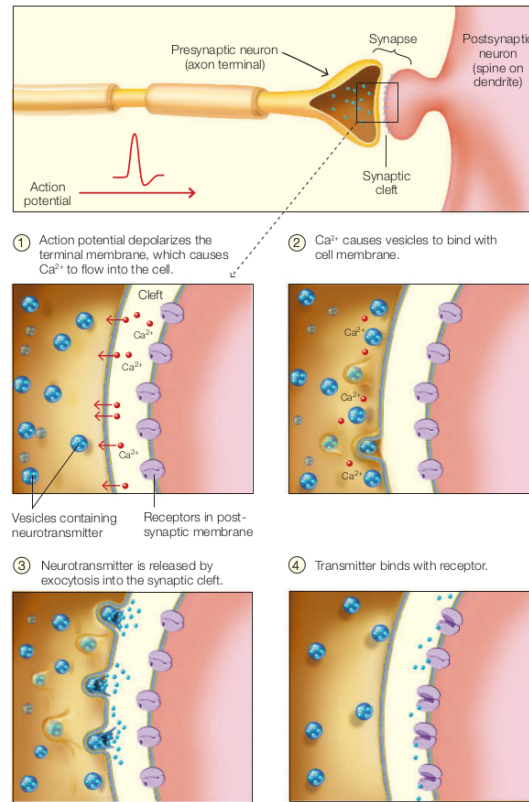 Synapse
Presynaptic neuron
(axon terminal)
Postsynaptic
neuron
(spine on
dendrite)
Synaptic
cleft
Action
potential
1 Action potential depolarizes the
terminal membrane, which causes
Ca²⁺ to flow into the cell.
2 Ca²⁺ causes vesicles to bind with
cell membrane.
Cleft
Ca²⁺
Ca²⁺
Ca²⁺
Ca²⁺
Ca²⁺
Ca²⁺
Vesicles containing
neurotransmitter
Receptors in post-
synaptic membrane
3 Neurotransmitter is released by
exocytosis into the synaptic cleft.
4 Transmitter binds with receptor.